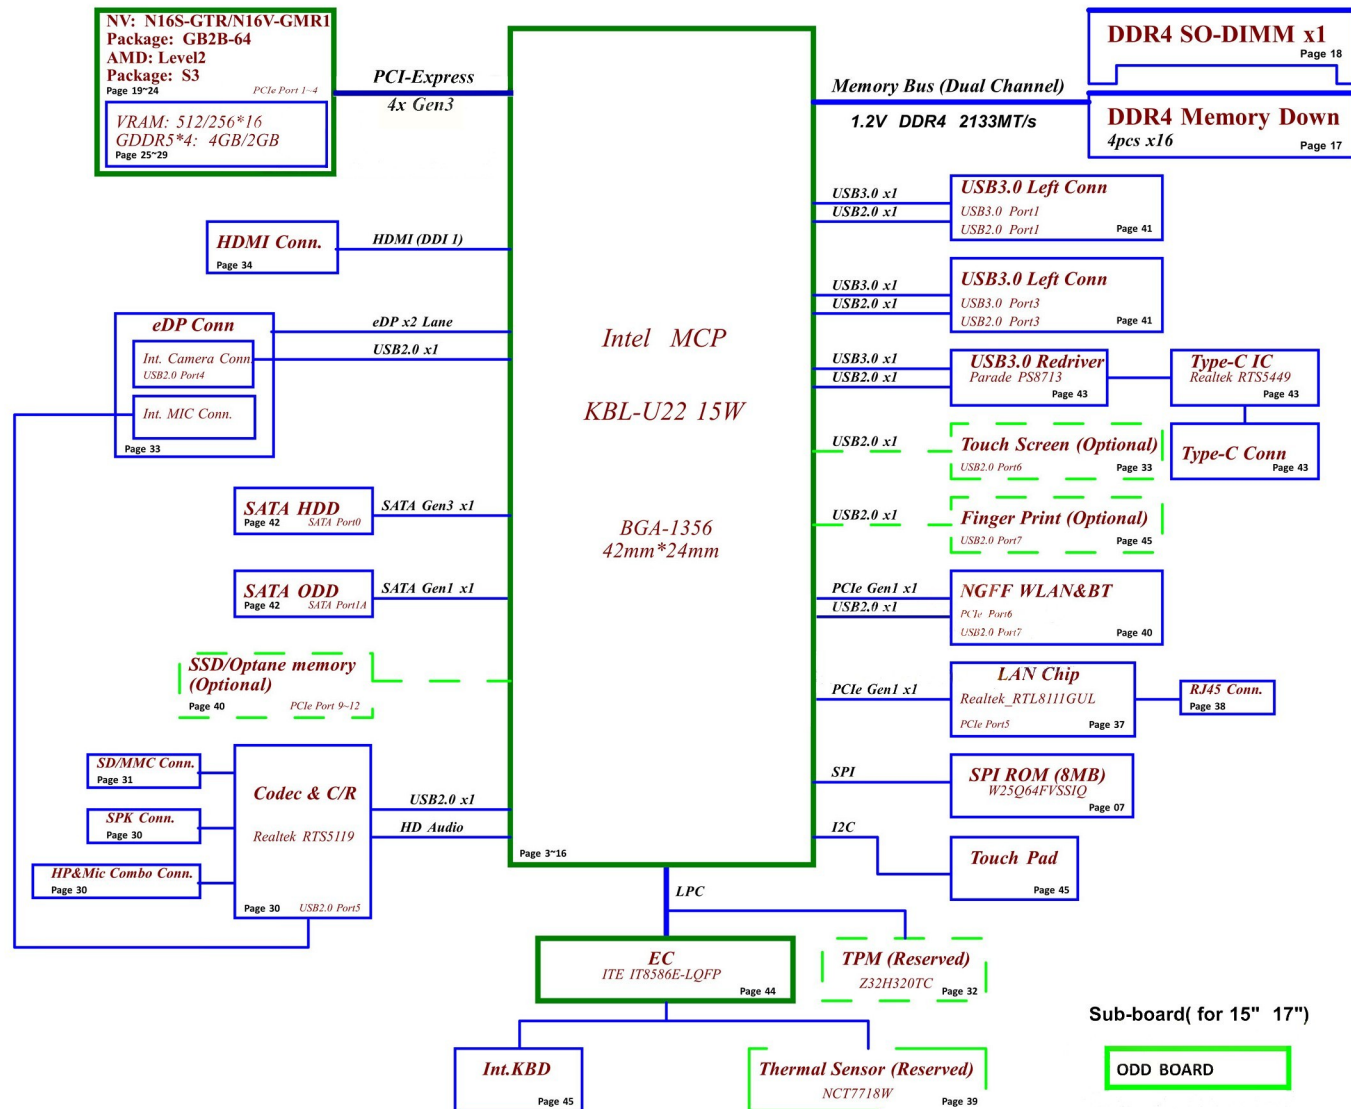 NV: N16S-GTR/N16V-GMR1
Package: GB2B-64
AMD: Level2
Package: S3
Page 19~24
PCIe Port 1~4
VRAM: 512/256*16
GDDR5*4: 4GB/2GB
Page 25~29
PCI-Express
4x Gen3
HDMI Conn.
Page 34
HDMI (DDI 1)
eDP Conn
Int. Camera Conn.
USB2.0 Port4
Int. MIC Conn.
Page 33
eDP x2 Lane
USB2.0 x1
SATA HDD
Page 42
SATA Port0
SATA Gen3 x1
SATA ODD
Page 42
SATA Port1A
SATA Gen1 x1
SSD/Optane memory
(Optional)
Page 40
PCIe Port 9~12
SD/MMC Conn.
Page 31
SPK Conn.
Page 30
HP&Mic Combo Conn.
Page 30
Codec & C/R
Realtek RTS5119
Page 30
USB2.0 Port5
USB2.0 x1
HD Audio
Intel MCP
KBL-U22 15W
BGA-1356
42mm*24mm
Page 3~16
Memory Bus (Dual Channel)
1.2V DDR4 2133MT/s
DDR4 SO-DIMM x1
Page 18
DDR4 Memory Down
4pcs x16
Page 17
USB3.0 x1
USB2.0 x1
USB3.0 Left Conn
USB3.0 Port1
USB2.0 Port1
Page 41
USB3.0 x1
USB2.0 x1
USB3.0 Left Conn
USB3.0 Port3
USB2.0 Port3
Page 41
USB3.0 x1
USB2.0 x1
USB3.0 Redriver
Parade PS8713
Page 43
Type-C IC
Realtek RTS5449
Page 43
Type-C Conn
Page 43
USB2.0 x1
Touch Screen (Optional)
USB2.0 Port6
Page 33
USB2.0 x1
Finger Print (Optional)
USB2.0 Port7
Page 45
PCIe Gen1 x1
USB2.0 x1
NGFF WLAN&BT
PCIe Port6
USB2.0 Port7
Page 40
PCIe Gen1 x1
LAN Chip
Realtek_RTL8111GUL
PCIe Port5
Page 37
RJ45 Conn.
Page 38
SPI
SPI ROM (8MB)
W25Q64FVSSIQ
Page 07
I2C
Touch Pad
Page 45
LPC
EC
ITE IT8586E-LQFP
Page 44
TPM (Reserved)
Z32H320TC
Page 32
Int.KBD
Page 45
Thermal Sensor (Reserved)
NCT7718W
Page 39
Sub-board( for 15" 17")
ODD BOARD